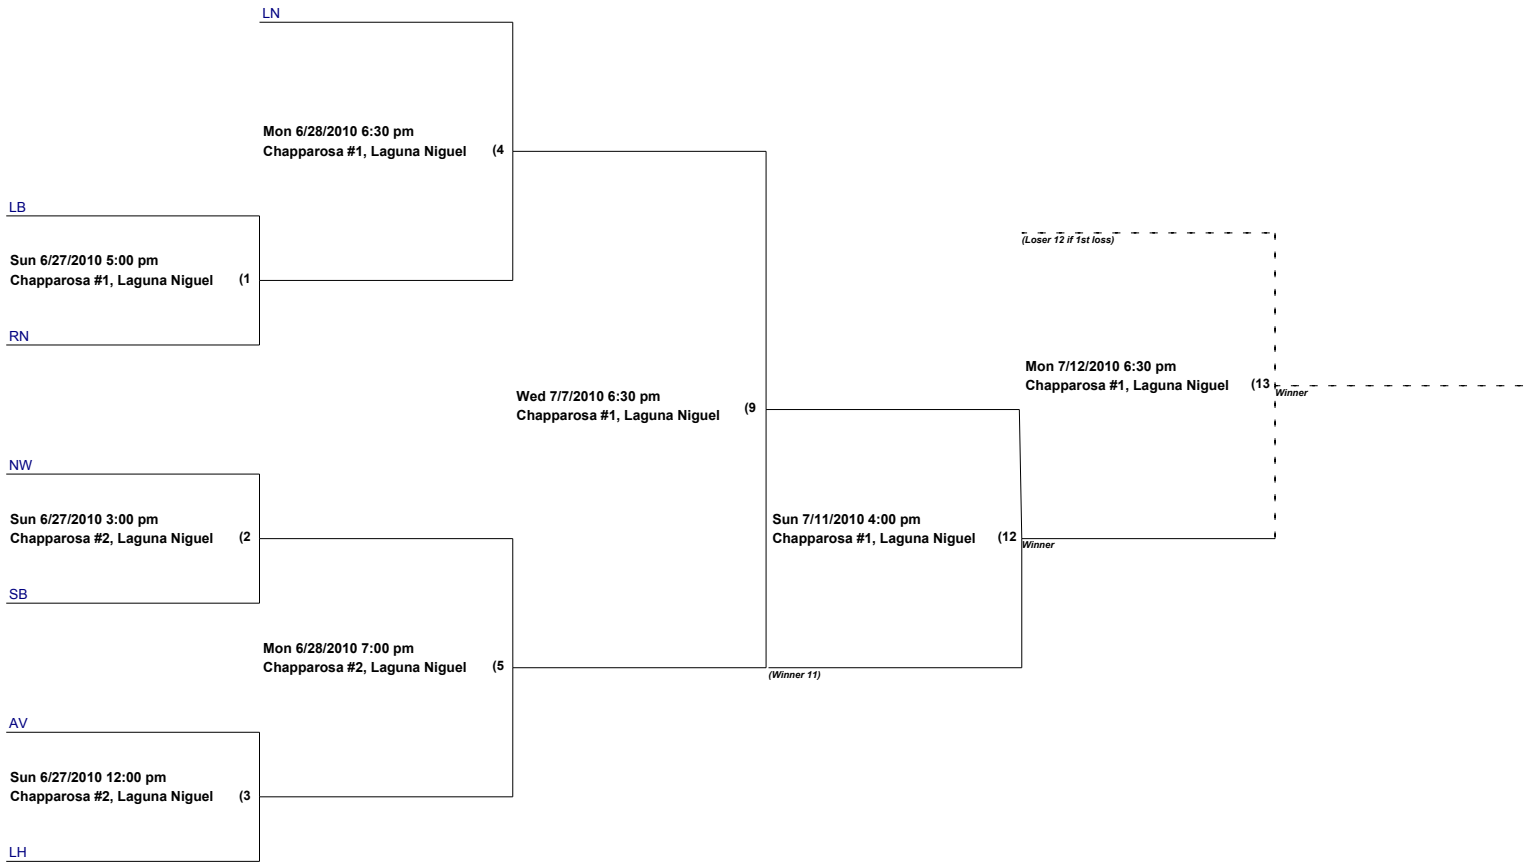 LN
Mon 6/28/2010 6:30 pm
Chapparosa #1, Laguna Niguel (4
LB
Sun 6/27/2010 5:00 pm
Chapparosa #1, Laguna Niguel (1
RN
(Loser 12 if 1st loss)
Mon 7/12/2010 6:30 pm
Chapparosa #1, Laguna Niguel (13
Winner
Wed 7/7/2010 6:30 pm
Chapparosa #1, Laguna Niguel (9
NW
Sun 6/27/2010 3:00 pm
Chapparosa #2, Laguna Niguel (2
SB
Sun 7/11/2010 4:00 pm
Chapparosa #1, Laguna Niguel (12
Winner
Mon 6/28/2010 7:00 pm
Chapparosa #2, Laguna Niguel (5
(Winner 11)
AV
Sun 6/27/2010 12:00 pm
Chapparosa #2, Laguna Niguel (3
LH